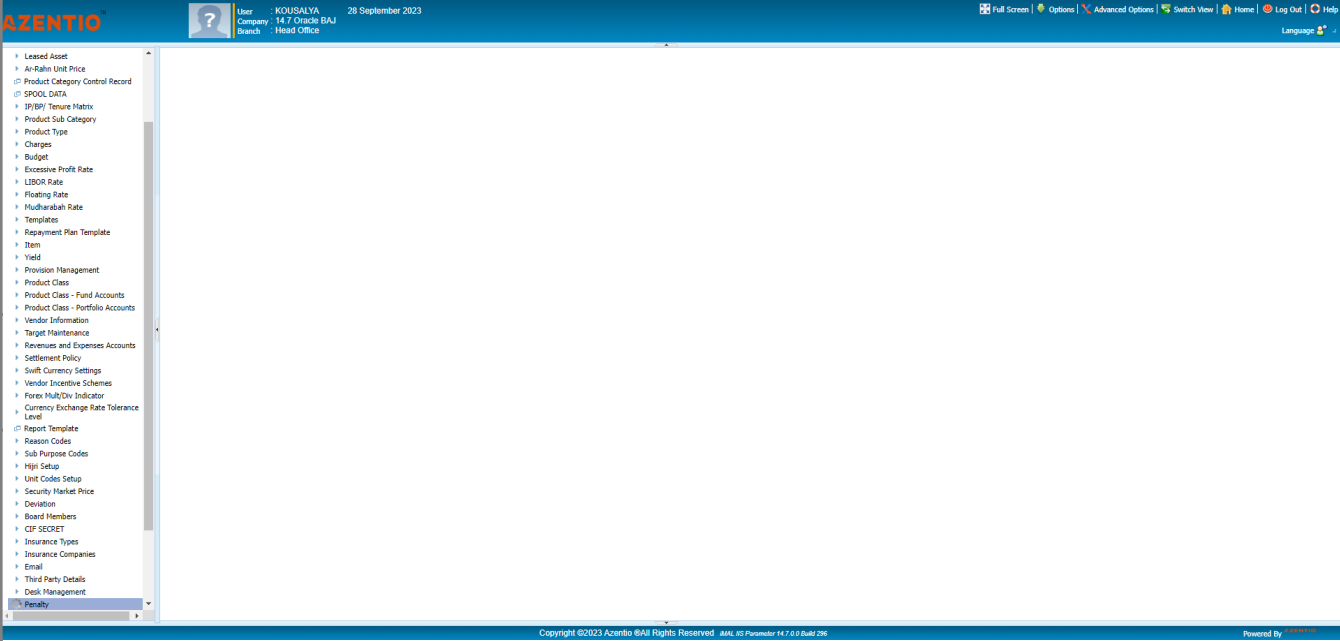 AZENTIO™
User : KOUSALYA 28 September 2023
Company : 14.7 Oracle BAJ
Branch : Head Office
Full Screen | Options | Advanced Options | Switch View | Home | Log Out | Help
Language
Leased Asset
Ar-Rahn Unit Price
Product Category Control Record
SPOOL DATA
IP/BP/ Tenure Matrix
Product Sub Category
Product Type
Charges
Budget
Excessive Profit Rate
LIBOR Rate
Floating Rate
Mudharabah Rate
Templates
Repayment Plan Template
Item
Yield
Provision Management
Product Class
Product Class - Fund Accounts
Product Class - Portfolio Accounts
Vendor Information
Target Maintenance
Revenues and Expenses Accounts
Settlement Policy
Swift Currency Settings
Vendor Incentive Schemes
Forex Mult/Div Indicator
Currency Exchange Rate Tolerance
Level
Report Template
Reason Codes
Sub Purpose Codes
Hijri Setup
Unit Codes Setup
Security Market Price
Deviation
Board Members
CIF SECRET
Insurance Types
Insurance Companies
Email
Third Party Details
Desk Management
Penalty
Copyright ©2023 Azentio ®All Rights Reserved iMAL IIS Parameter 14.7.0.0 Build 296
Powered By AZENTIO